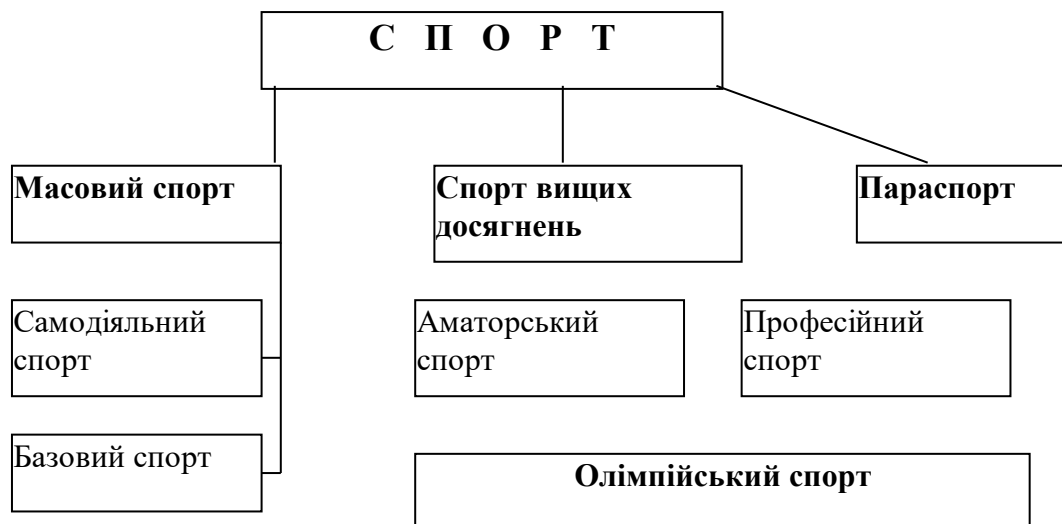 С П О Р Т
Масовий спорт
Спорт вищих
досягнень
Параспорт
Самодіяльний
спорт
Аматорський
спорт
Професійний
спорт
Базовий спорт
Олімпійський спорт